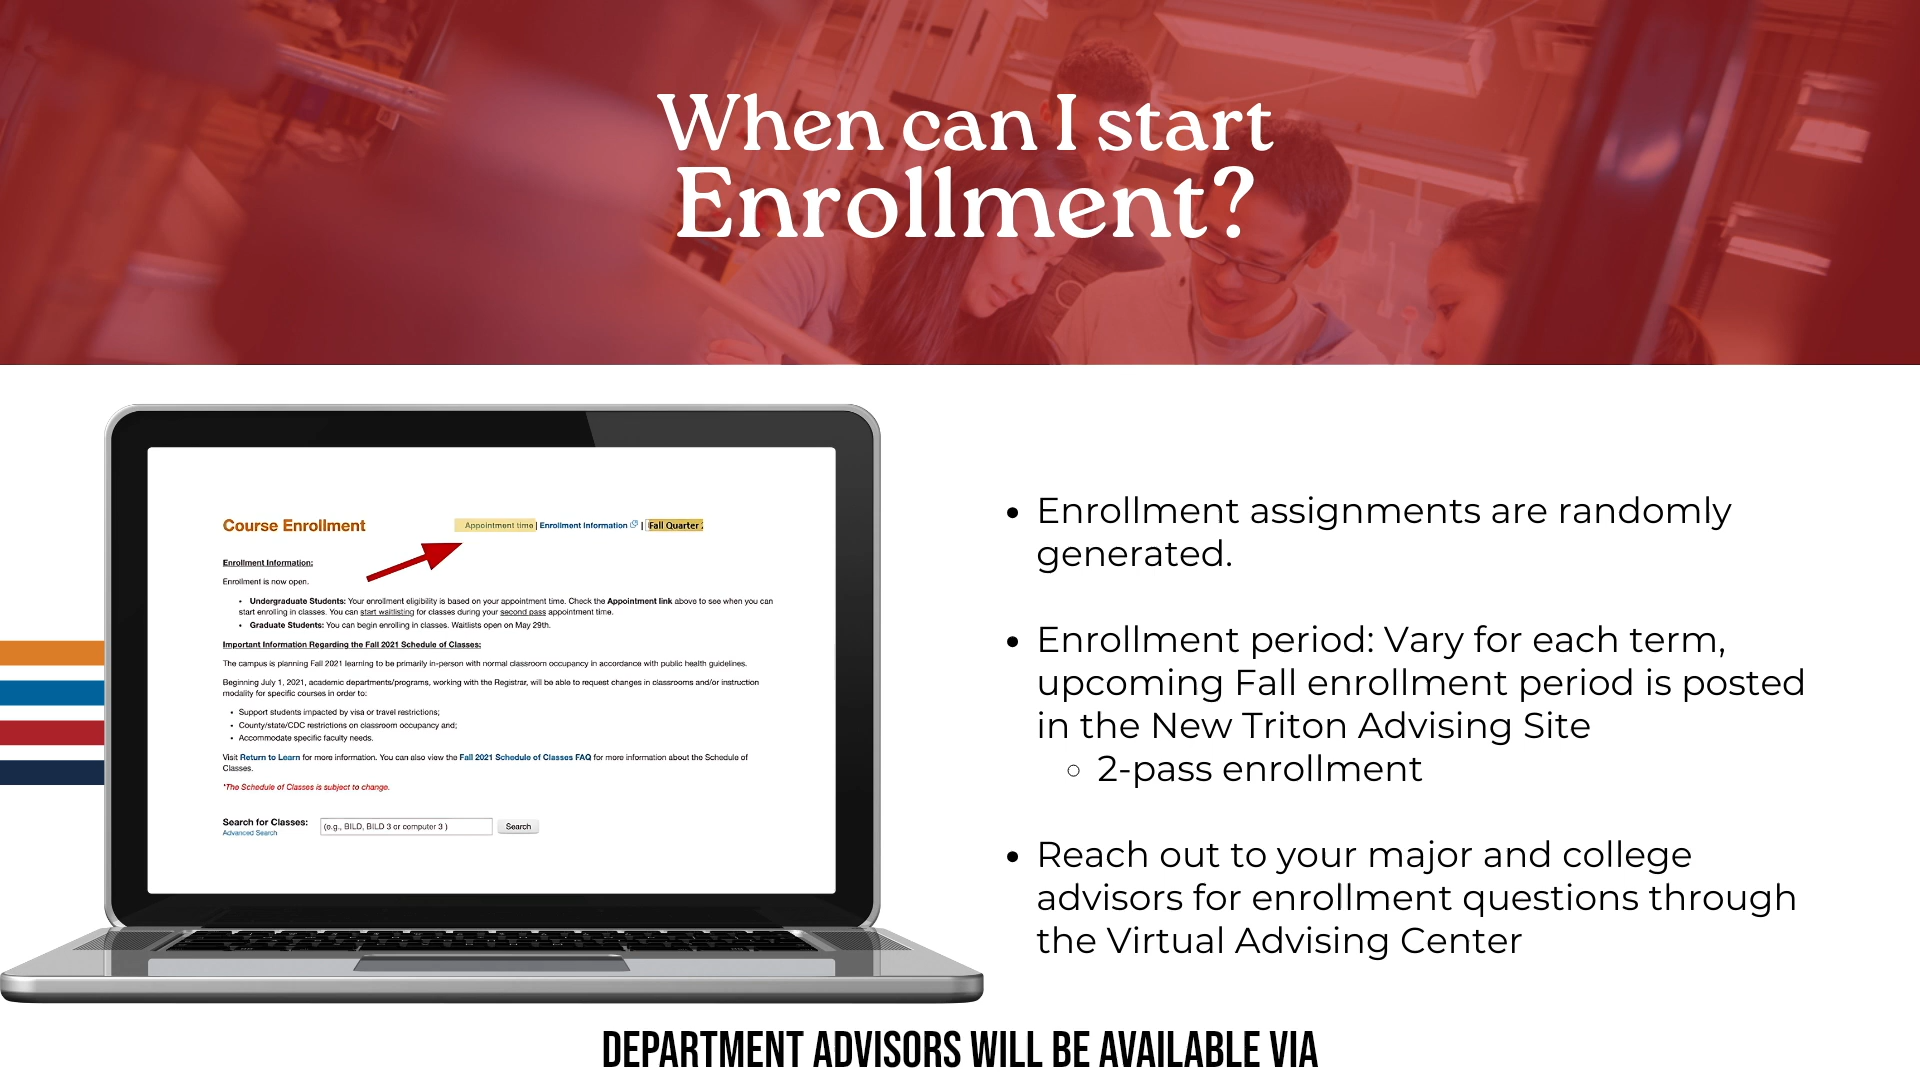 When can I start
Enrollment?
Course Enrollment
Appointment time | Enrollment Information | Fall Quarter
Enrollment Information:
Enrollment is now open.
• Undergraduate Students: Your enrollment eligibility is based on your appointment time. Check the Appointment link above to see when you can
start enrolling in classes. You can start waitlisting for classes during your second pass appointment time.
• Graduate Students: You can begin enrolling in classes. Waitlists open on May 29th.
Important Information Regarding the Fall 2021 Schedule of Classes:
The campus is planning Fall 2021 learning to be primarily in-person with normal classroom occupancy in accordance with public health guidelines.
Beginning July 1, 2021, academic departments/programs, working with the Registrar, will be able to request changes in classrooms and/or instruction
modality for specific courses in order to:
• Support students impacted by visa or travel restrictions;
• County/state/CDC restrictions on classroom occupancy and;
• Accommodate specific faculty needs.
Visit Return to Learn for more information. You can also view the Fall 2021 Schedule of Classes FAQ for more information about the Schedule of
Classes.
*The Schedule of Classes is subject to change.
Search for Classes: (e.g., BILD, BILD 3 or computer 3 ) Search
Advanced Search
• Enrollment assignments are randomly
generated.
• Enrollment period: Vary for each term,
upcoming Fall enrollment period is posted
in the New Triton Advising Site
◦ 2-pass enrollment
• Reach out to your major and college
advisors for enrollment questions through
the Virtual Advising Center
DEPARTMENT ADVISORS WILL BE AVAILABLE VIA